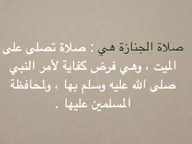 صلاة الجنازة هي : صلاة تصلى على
الميت ، وهي فرض كفاية لأمر النبي
صلى الله عليه وسلم بها ، ولمحافظة
المسلمين عليها .